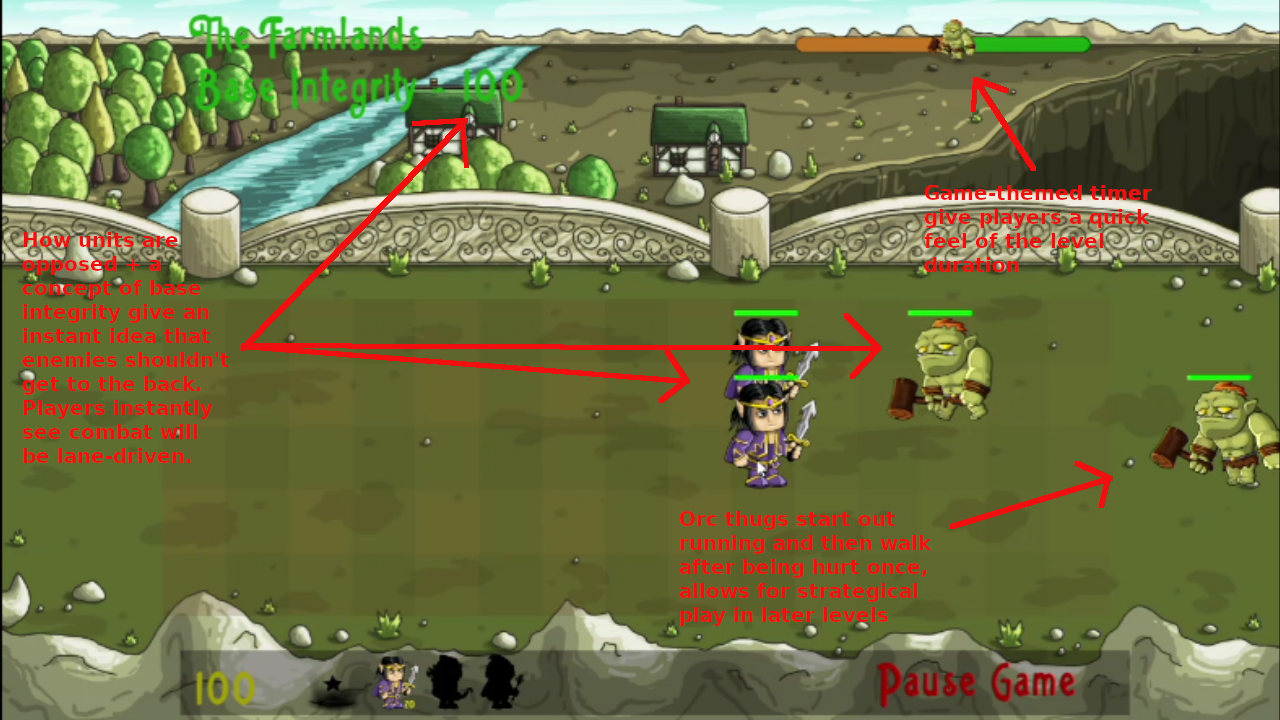 The Farmlands
Base Integrity - 100
Game-themed timer
give players a quick
feel of the level
duration
How units are
opposed + a
concept of base
integrity give an
instant idea that
enemies shouldn't
get to the back.
Players instantly
see combat will
be lane-driven.
Orc thugs start out
running and then walk
after being hurt once,
allows for strategical
play in later levels
100
20
Pause Game